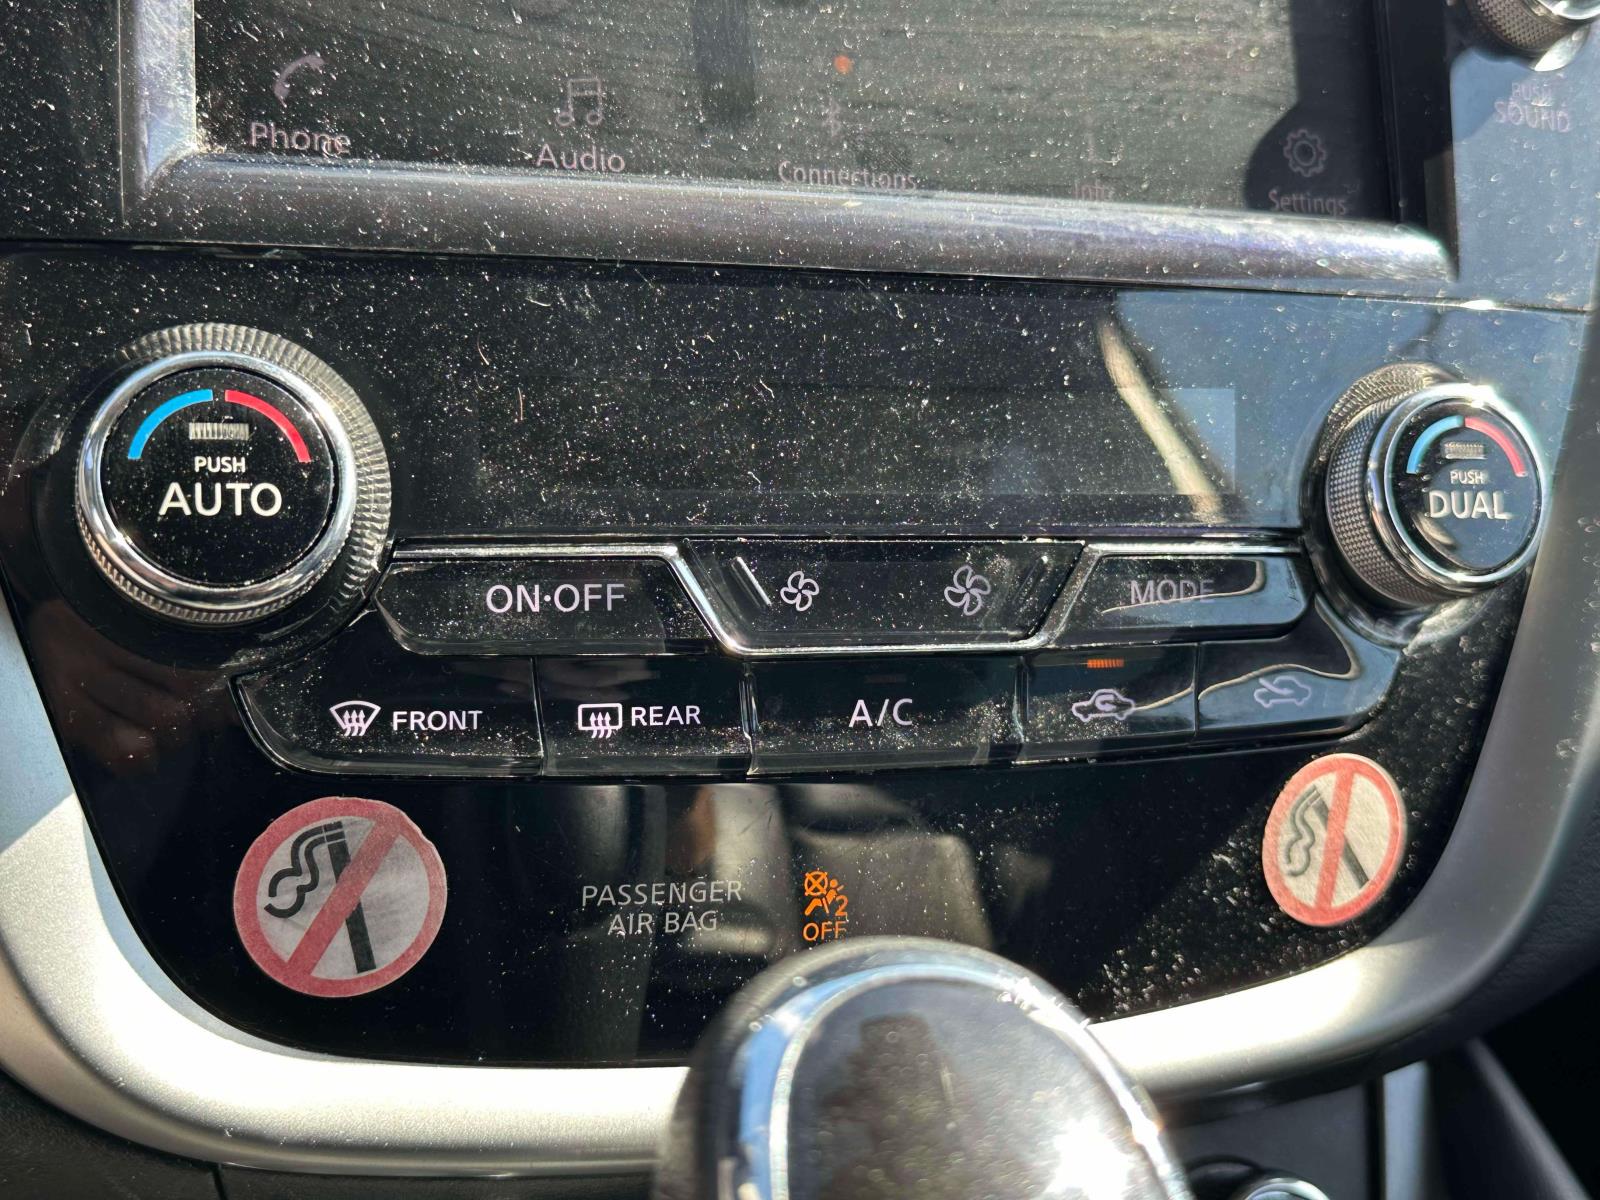 Phone
Audio
Connections
Info
Settings
PUSH
SOUND
PUSH
AUTO
PUSH
DUAL
ON·OFF
MODE
FRONT
REAR
A/C
PASSENGER
AIR BAG
2
OFF